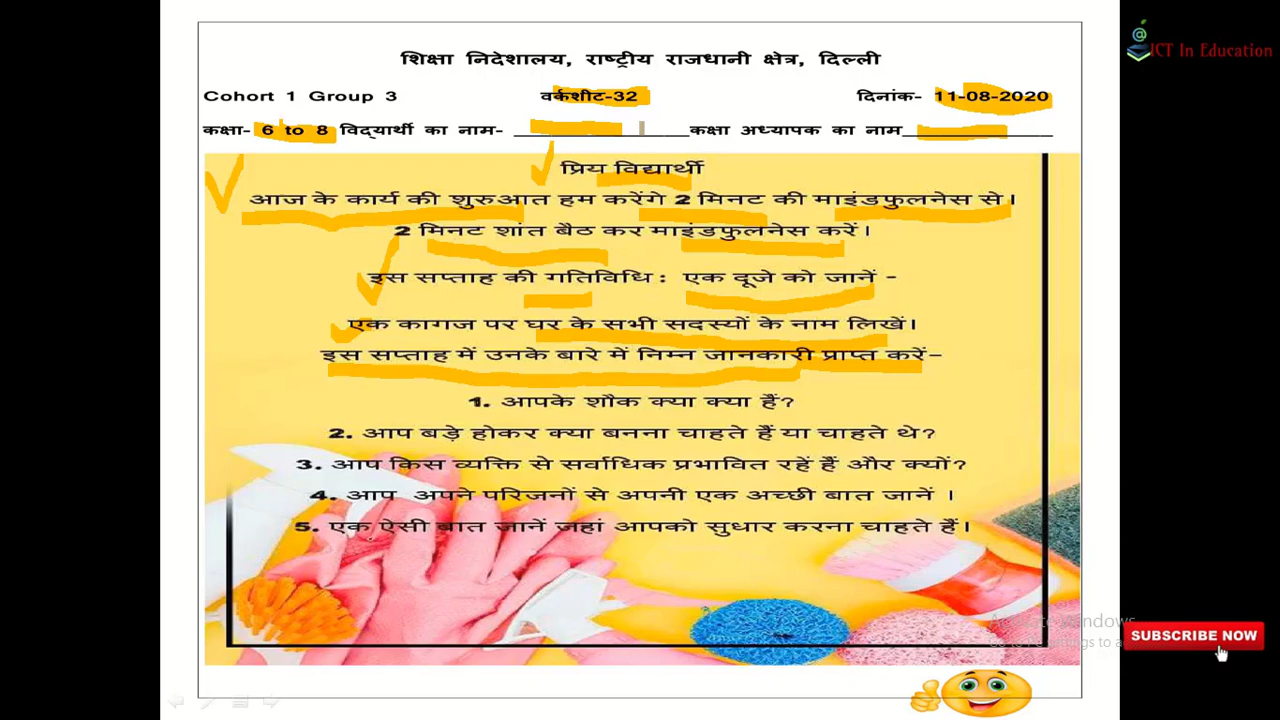 @
ICT In Education
शिक्षा निदेशालय, राष्ट्रीय राजधानी क्षेत्र, दिल्ली
Cohort 1 Group 3 वर्कशीट-32 दिनांक- 11-08-2020
कक्षा- 6 to 8 विद्यार्थी का नाम- ____________________कक्षा अध्यापक का नाम_________________
प्रिय विद्यार्थी
आज के कार्य की शुरुआत हम करेंगे 2 मिनट की माइंडफुलनेस से।
2 मिनट शांत बैठ कर माइंडफुलनेस करें।
इस सप्ताह की गतिविधि : एक दूजे को जानें -
एक कागज पर घर के सभी सदस्यों के नाम लिखें।
इस सप्ताह में उनके बारे में निम्न जानकारी प्राप्त करें–
1. आपके शौक क्या क्या हैं?
2. आप बड़े होकर क्या बनना चाहते हैं या चाहते थे?
3. आप किस व्यक्ति से सर्वाधिक प्रभावित रहें हैं और क्यों?
4. आप अपने परिजनों से अपनी एक अच्छी बात जानें ।
5. एक ऐसी बात जानें जहां आपको सुधार करना चाहते हैं।
SUBSCRIBE NOW